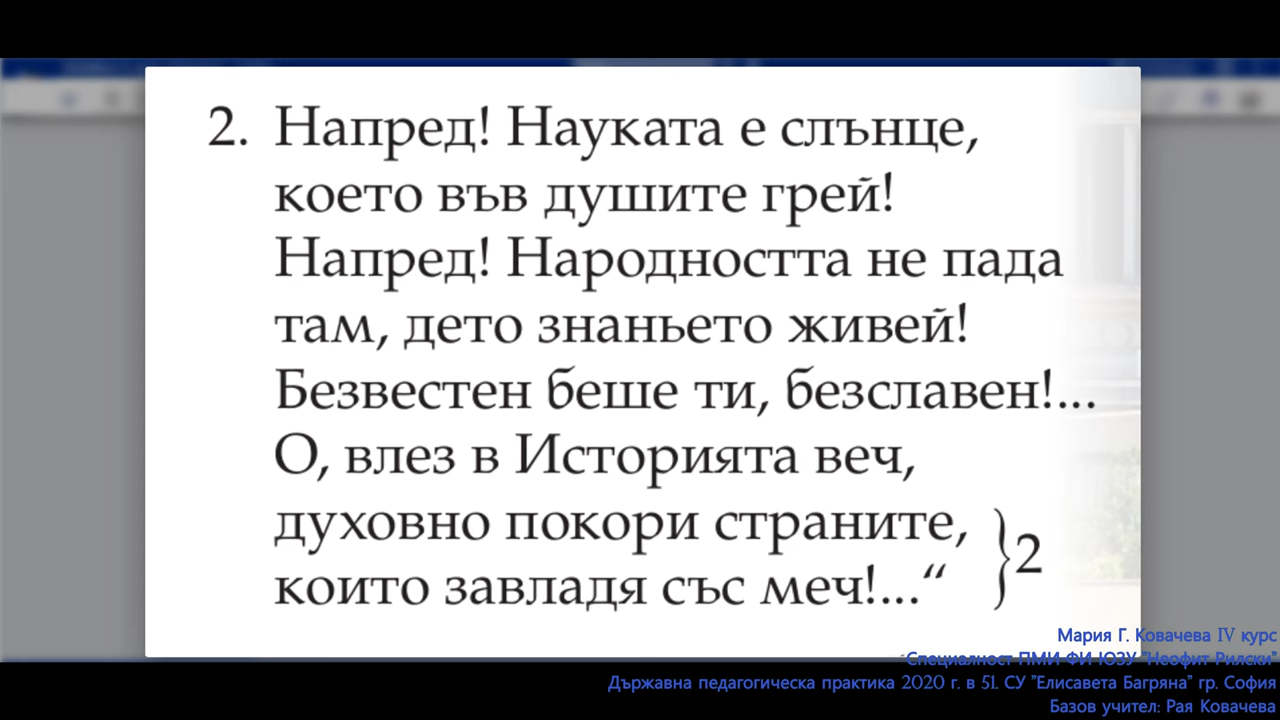 2. Напред! Науката е слънце,
което във душите грей!
Напред! Народността не пада
там, дето знаньето живей!
Безвестен беше ти, безславен!...
О, влез в Историята веч,
духовно покори страните,
които завладя със меч!...“
}2
Мария Г. Ковачева IV курс
Специалност ПМИ ФИ ЮЗУ "Неофит Рилски"
Държавна педагогическа практика 2020 г. в 51. СУ "Елисавета Багряна" гр. София
Базов учител: Рая Ковачева